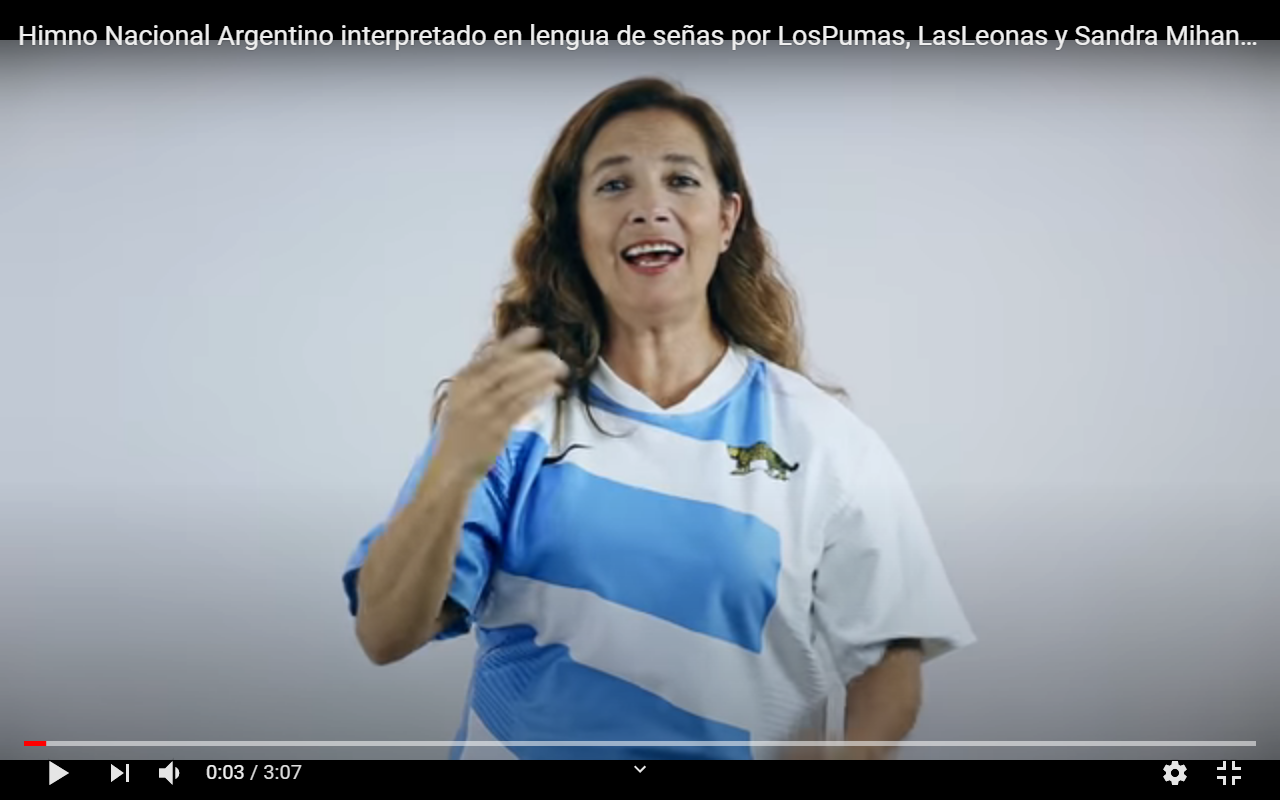 Himno Nacional Argentino interpretado en lengua de señas por LosPumas, LasLeonas y Sandra Mihan...
0:03 / 3:07